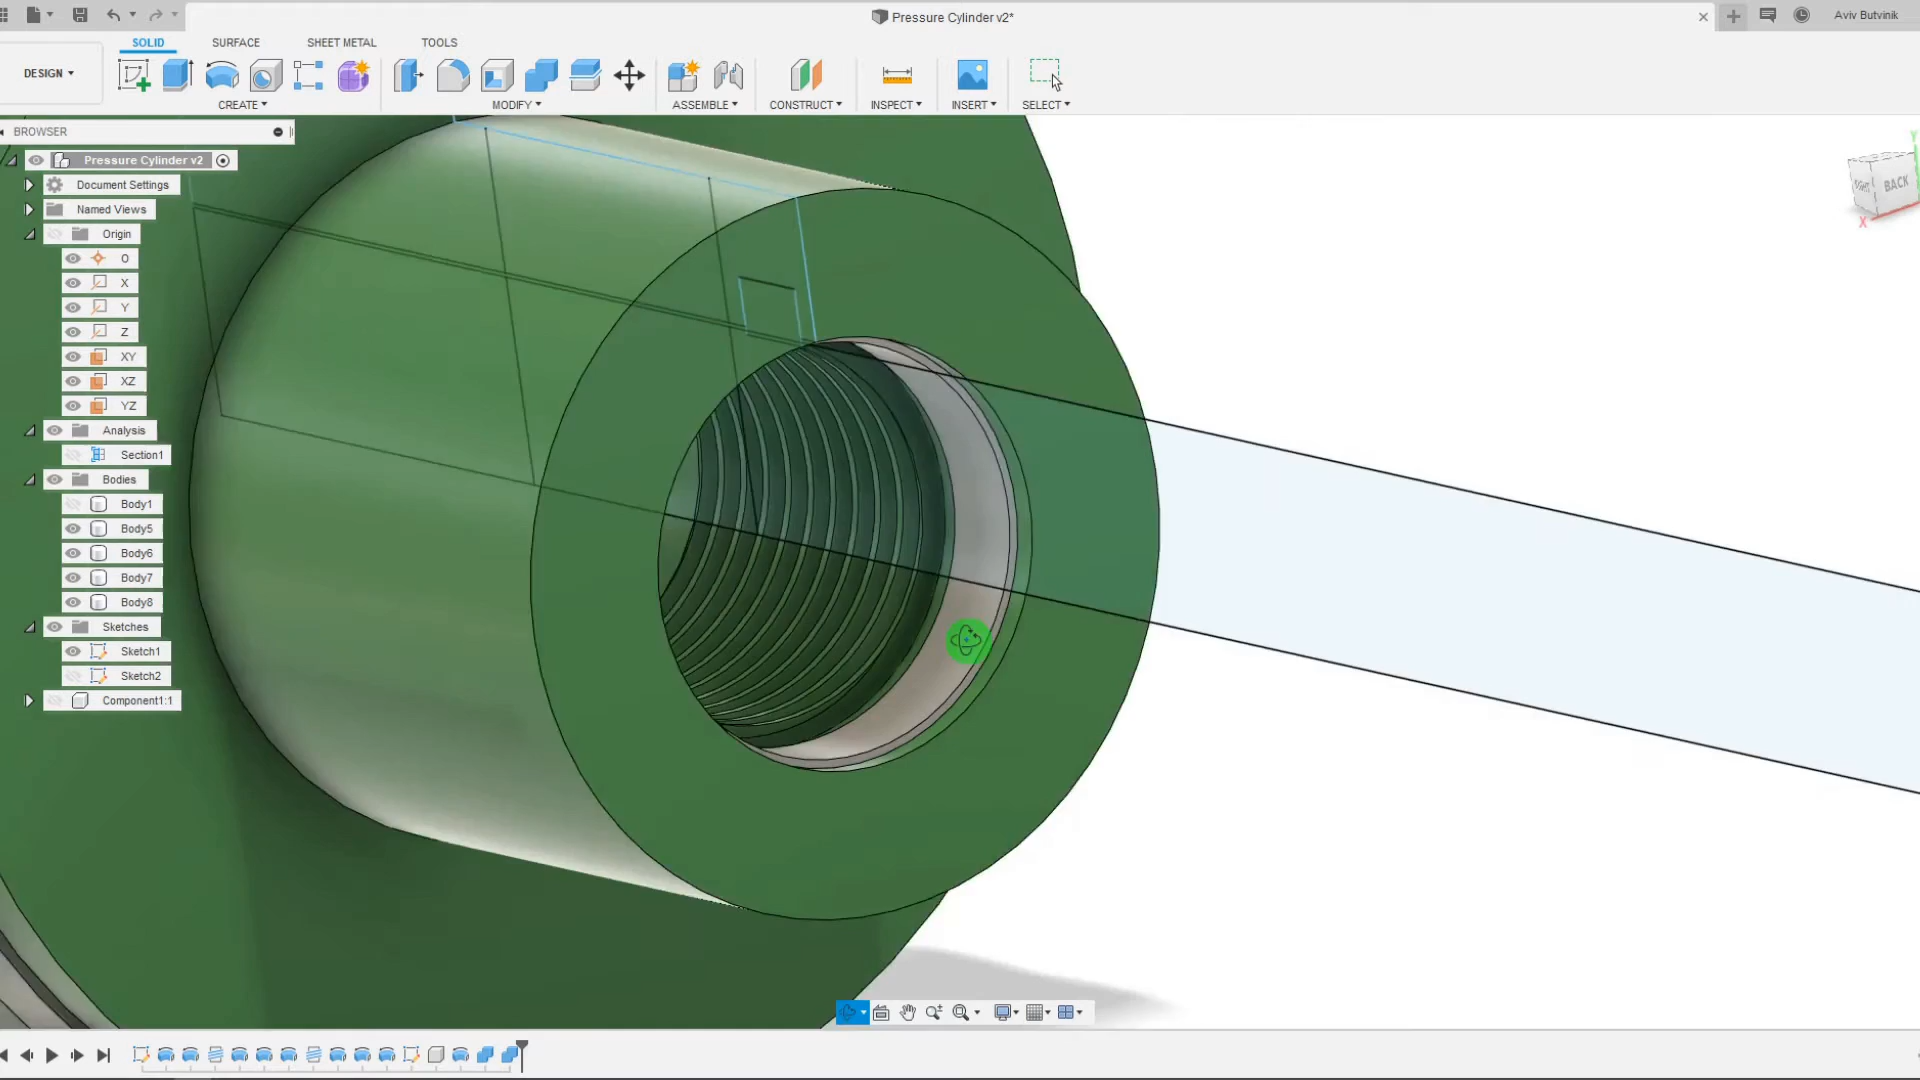 Pressure Cylinder v2*
Aviv Butvinik
SOLID
SURFACE
SHEET METAL
TOOLS
DESIGN
CREATE
MODIFY
ASSEMBLE
CONSTRUCT
INSPECT
INSERT
SELECT
BROWSER
Pressure Cylinder v2
Document Settings
Named Views
Origin
O
X
Y
Z
XY
XZ
YZ
Analysis
Section1
Bodies
Body1
Body5
Body6
Body7
Body8
Sketches
Sketch1
Sketch2
Component1:1
Y
BACK
X